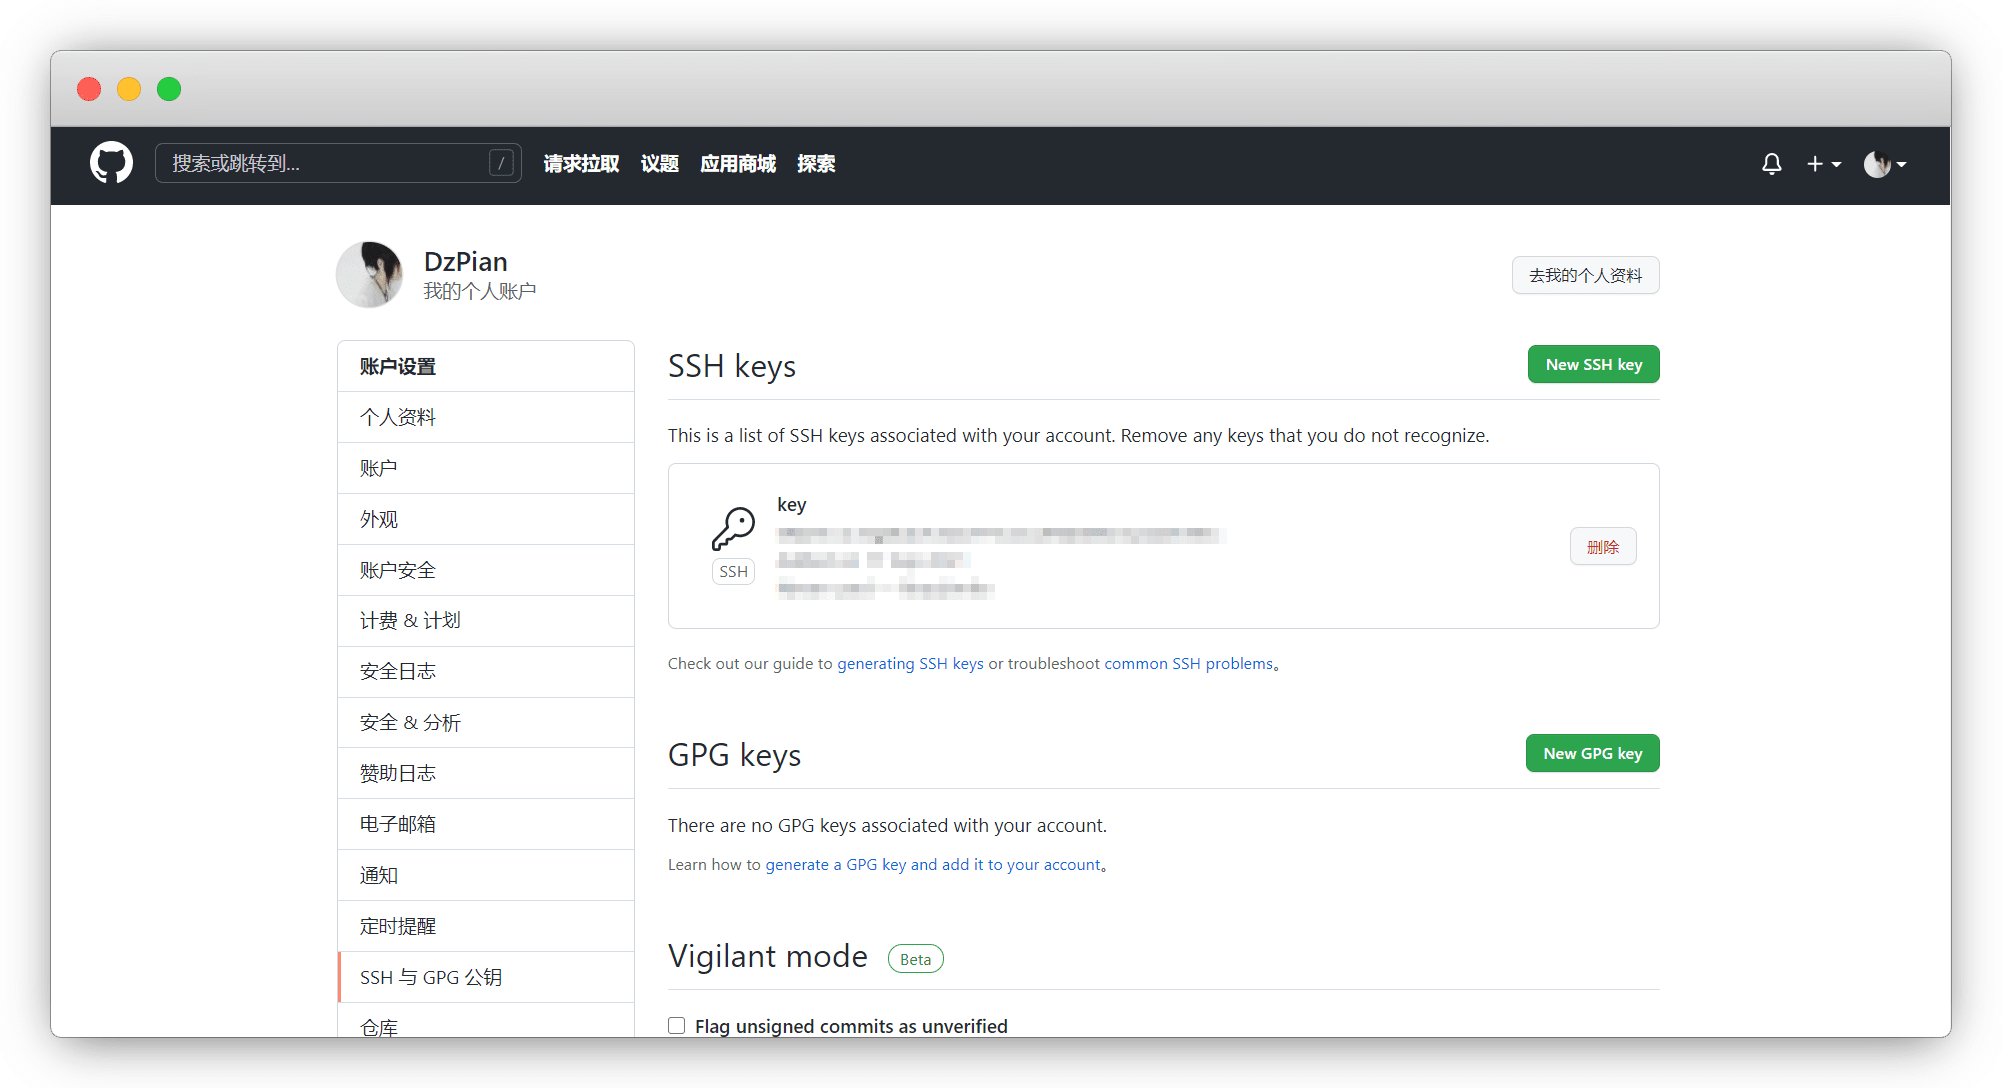 搜索或跳转到... / 请求拉取 议题 应用商城 探索
DzPian
我的个人账户
去我的个人资料
账户设置
个人资料
账户
外观
账户安全
计费 & 计划
安全日志
安全 & 分析
赞助日志
电子邮箱
通知
定时提醒
SSH 与 GPG 公钥
仓库
SSH keys
New SSH key
This is a list of SSH keys associated with your account. Remove any keys that you do not recognize.
key
SSH
删除
Check out our guide to generating SSH keys or troubleshoot common SSH problems。
GPG keys
New GPG key
There are no GPG keys associated with your account.
Learn how to generate a GPG key and add it to your account。
Vigilant mode Beta
Flag unsigned commits as unverified